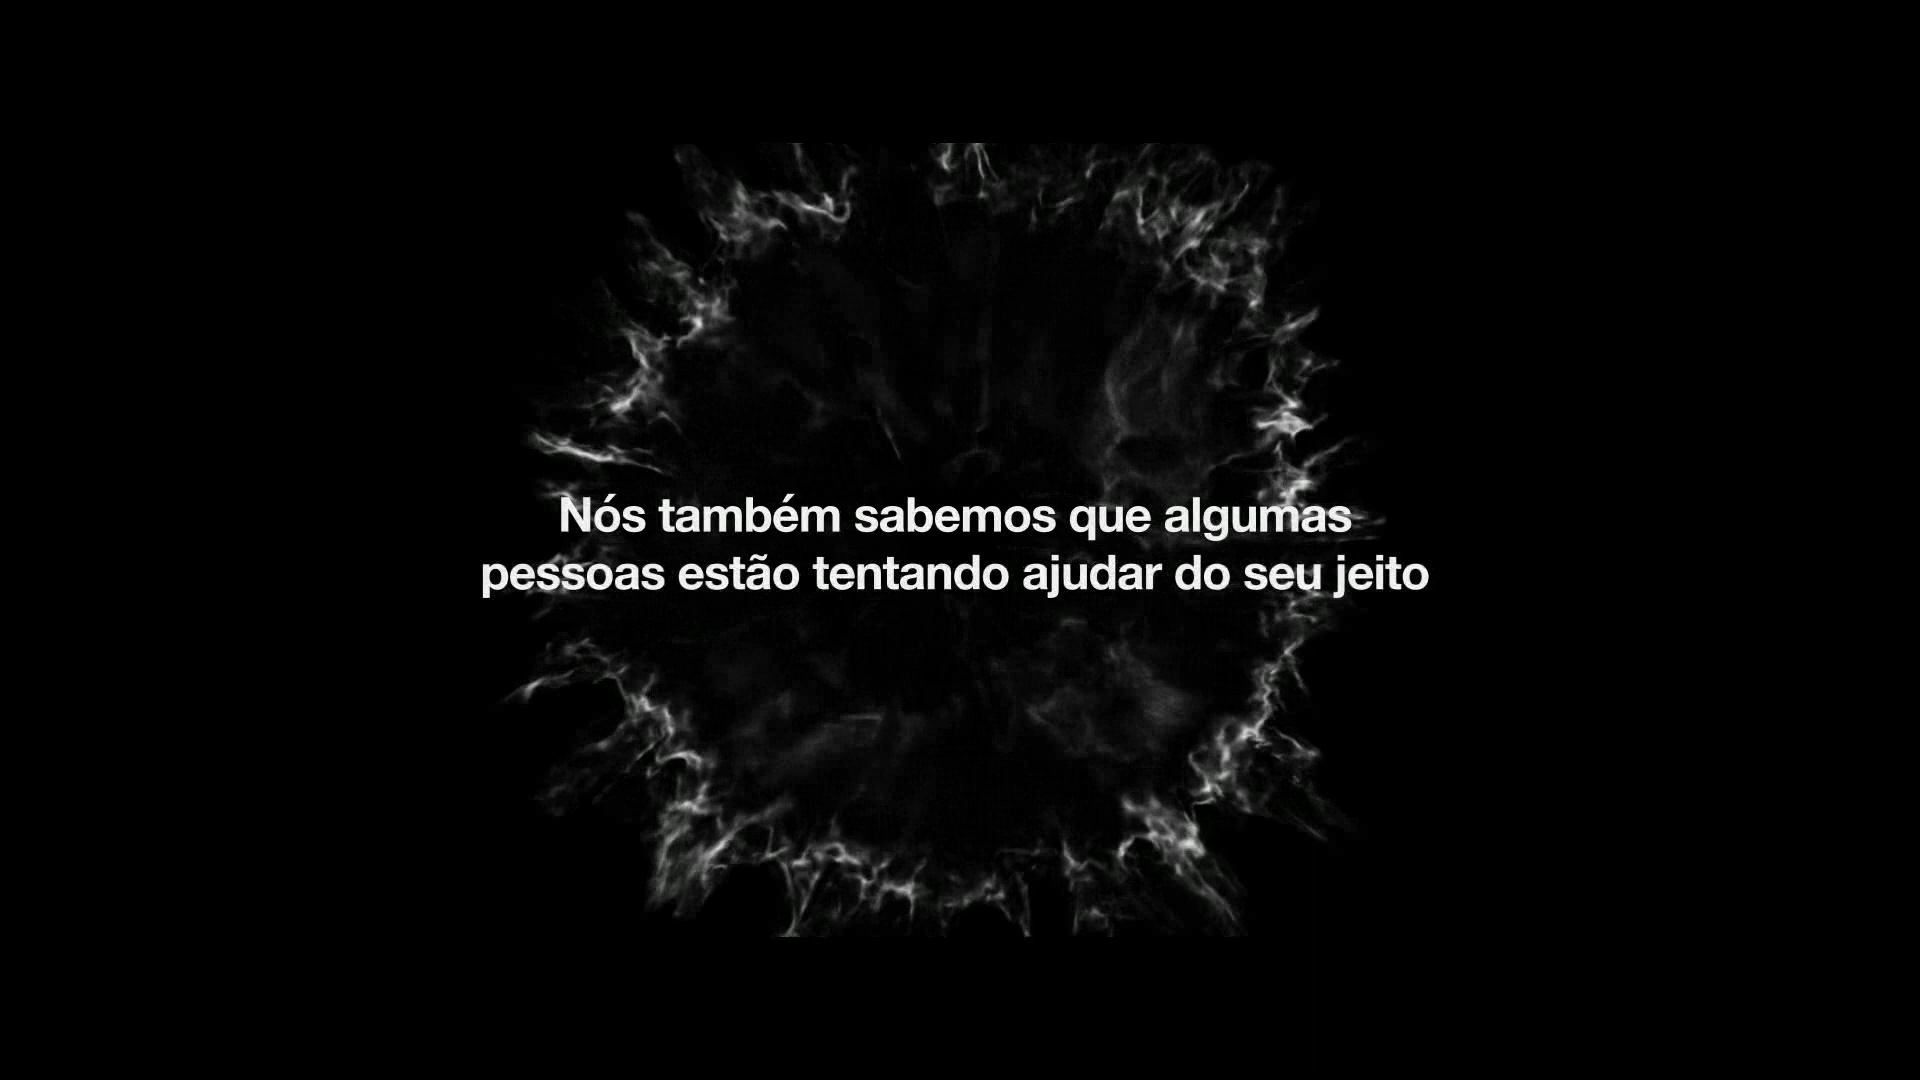 Nós também sabemos que algumas
pessoas estão tentando ajudar do seu jeito